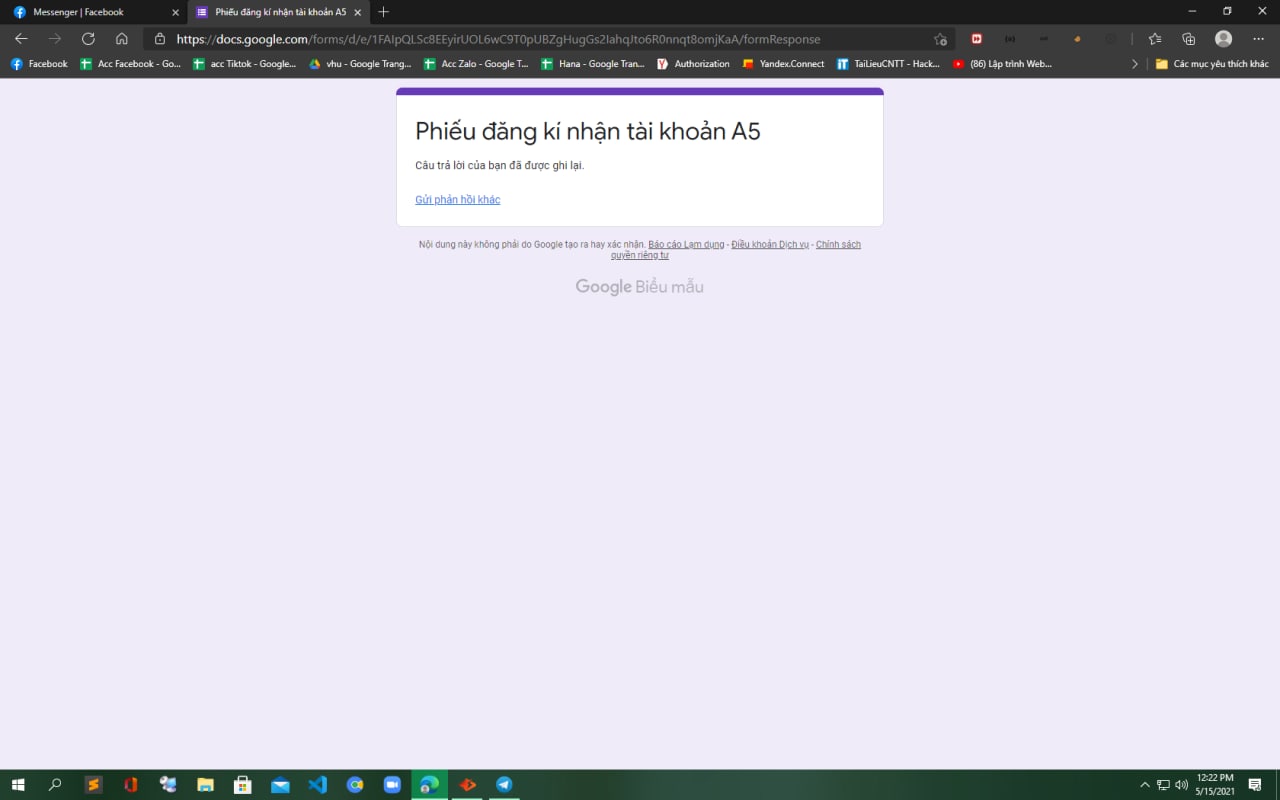 Messenger | Facebook
Phiếu đăng kí nhận tài khoản A5
https://docs.google.com/forms/d/e/1FAIpQLSc8EEyirUOL6wC9T0pUBZgHugGs2IahqJto6R0nnqt8omjKaA/formResponse
Facebook
Acc Facebook - Go...
acc Tiktok - Google...
vhu - Google Trang...
Acc Zalo - Google T...
Hana - Google Tran...
Authorization
Yandex.Connect
TaiLieuCNTT - Hack...
(86) Lập trình Web...
Các mục yêu thích khác
Phiếu đăng kí nhận tài khoản A5
Câu trả lời của bạn đã được ghi lại.
Gửi phản hồi khác
Nội dung này không phải do Google tạo ra hay xác nhận. Báo cáo Lạm dụng - Điều khoản Dịch vụ - Chính sách
quyền riêng tư
Google Biểu mẫu
12:22 PM
5/15/2021